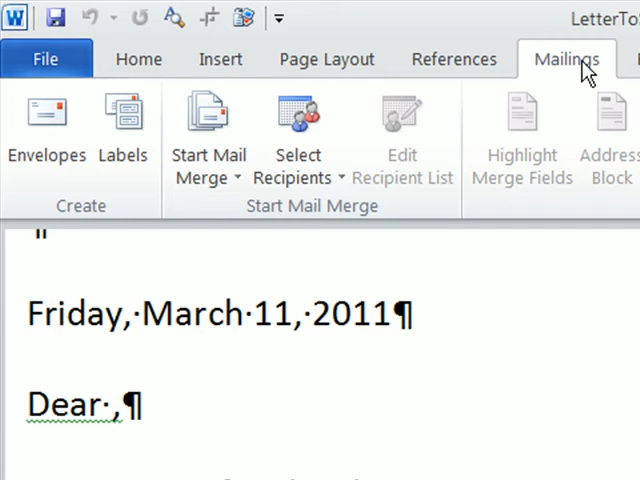 LetterTo
File Home Insert Page Layout References Mailings
Envelopes Labels Start Mail Merge Select Recipients Edit Recipient List Highlight Merge Fields Address Block
Create Start Mail Merge
Friday,·March·11,·2011¶
Dear·,¶